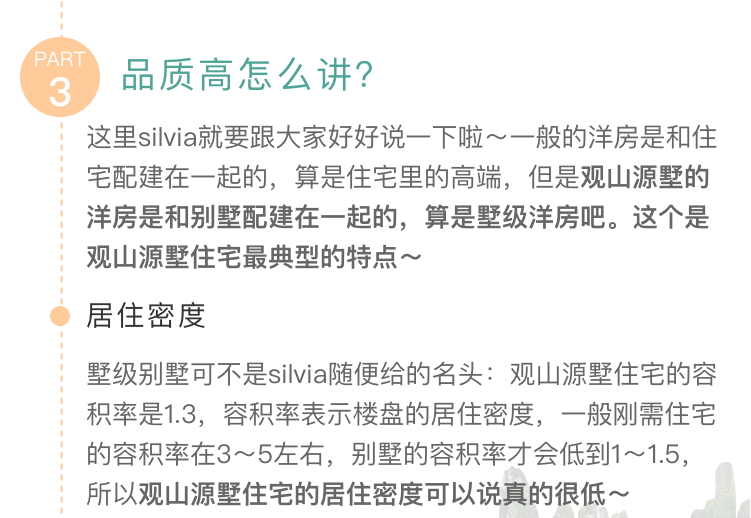 PART
3
品质高怎么讲？
这里silvia就要跟大家好好说一下啦～一般的洋房是和住
宅配建在一起的，算是住宅里的高端，但是观山源墅的
洋房是和别墅配建在一起的，算是墅级洋房吧。这个是
观山源墅住宅最典型的特点～
居住密度
墅级别墅可不是silvia随便给的名头：观山源墅住宅的容
积率是1.3，容积率表示楼盘的居住密度，一般刚需住宅
的容积率在3～5左右，别墅的容积率才会低到1～1.5，
所以观山源墅住宅的居住密度可以说真的很低～